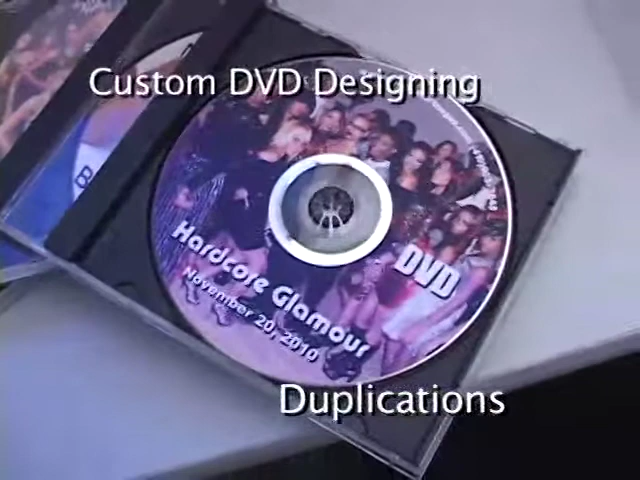 Custom DVD Designing
DVD
Hardcore Glamour
November 20, 2010
Duplications